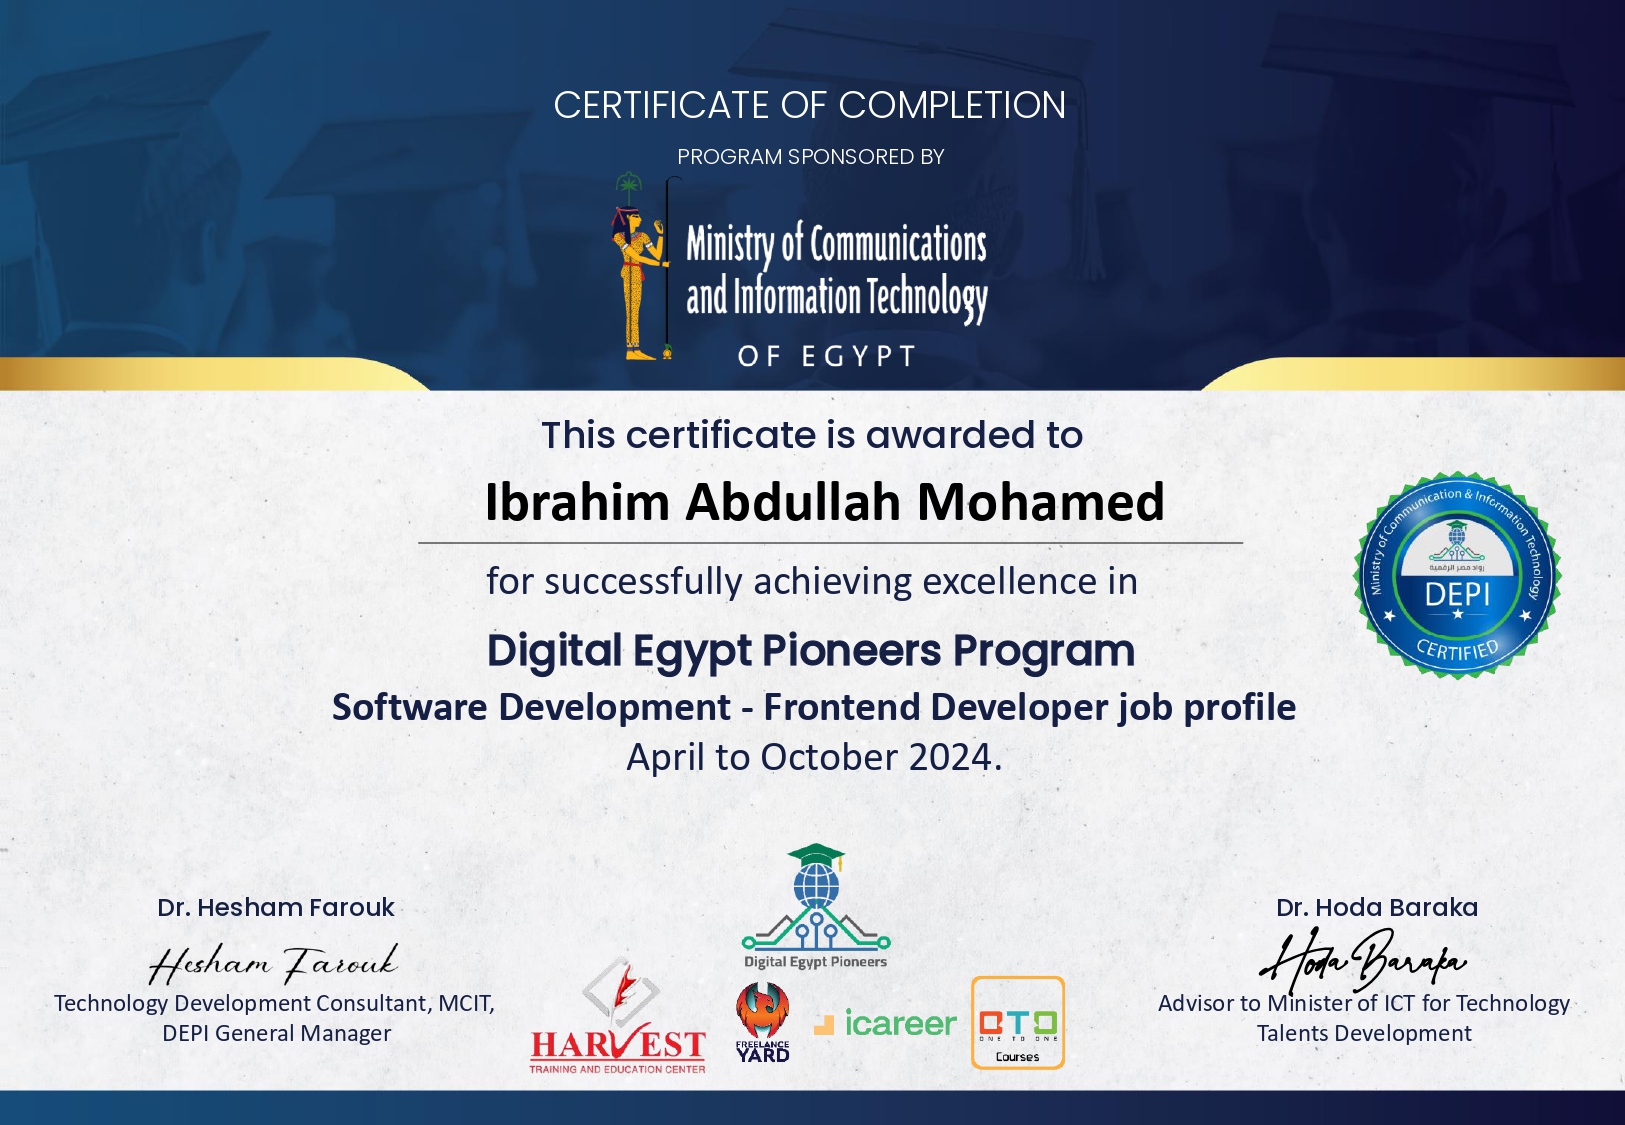 CERTIFICATE OF COMPLETION
PROGRAM SPONSORED BY
Ministry of Communications
and Information Technology
OF EGYPT
This certificate is awarded to
Ibrahim Abdullah Mohamed
for successfully achieving excellence in
Digital Egypt Pioneers Program
Software Development - Frontend Developer job profile
April to October 2024.
Ministry of Communication & Information Technology
رواد مصر الرقمية
DEPI
CERTIFIED
Dr. Hesham Farouk
Hesham Farouk
Technology Development Consultant, MCIT,
DEPI General Manager
Digital Egypt Pioneers
HARVEST
TRAINING AND EDUCATION CENTER
FREELANCE
YARD
icareer
OTO
ONE TO ONE
Courses
Dr. Hoda Baraka
Hoda Baraka
Advisor to Minister of ICT for Technology
Talents Development